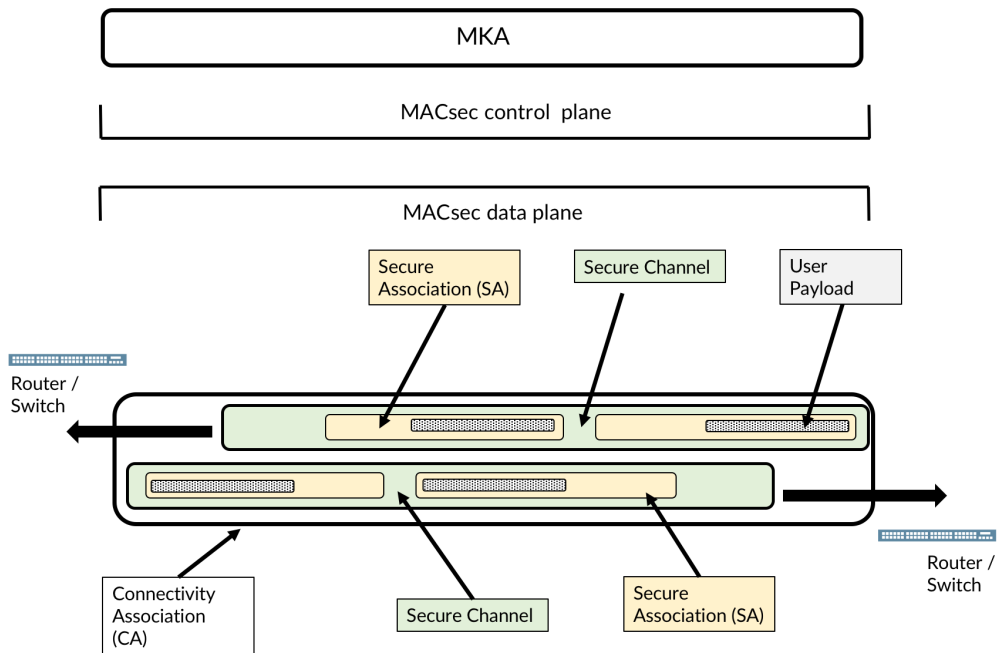 MKA
MACsec control plane
MACsec data plane
Secure
Association (SA)
Secure Channel
User
Payload
Router /
Switch
Router /
Switch
Connectivity
Association
(CA)
Secure Channel
Secure
Association (SA)